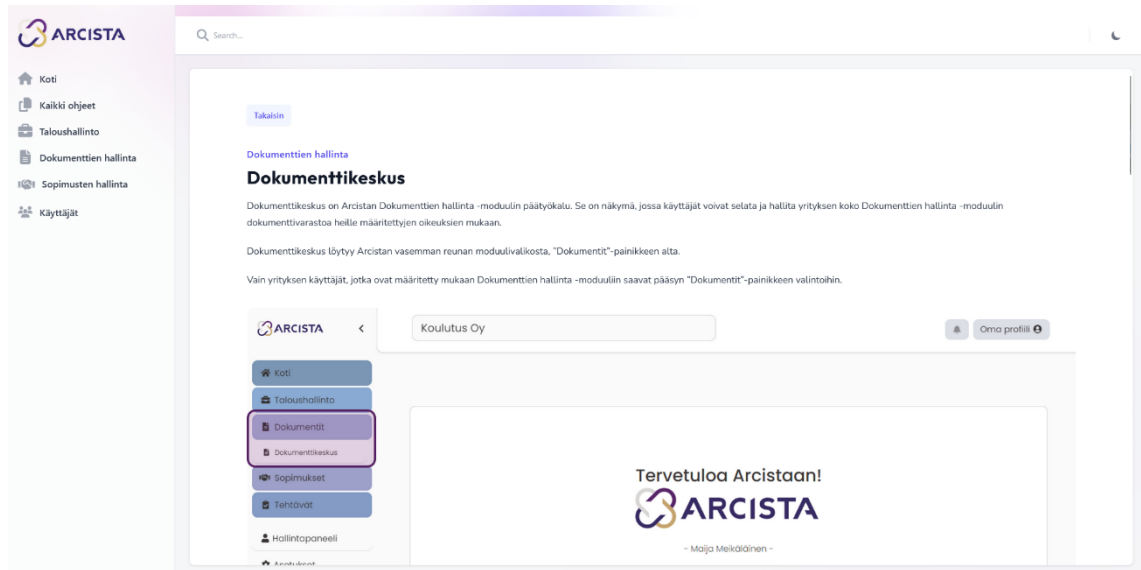 ARCISTA
Search...
Koti
Kaikki ohjeet
Taloushallinto
Dokumenttien hallinta
Sopimusten hallinta
Käyttäjät
Takaisin
Dokumenttien hallinta
Dokumenttikeskus
Dokumenttikeskus on Arcistan Dokumenttien hallinta -moduulin päätyökalu. Se on näkymä, jossa käyttäjät voivat selata ja hallita yrityksen koko Dokumenttien hallinta -moduulin
dokumenttivarastoa heille määritettyjen oikeuksien mukaan.
Dokumenttikeskus löytyy Arcistan vasemman reunan moduulivalikosta, "Dokumentit"-painikkeen alta.
Vain yrityksen käyttäjät, jotka ovat määritetty mukaan Dokumenttien hallinta -moduuliin saavat pääsyn "Dokumentit"-painikkeen valintoihin.
ARCISTA
Koulutus Oy
Oma profiili
Koti
Taloushallinto
Dokumentit
Dokumenttikeskus
Sopimukset
Tehtävät
Hallintapaneeli
Asetukset
Tervetuloa Arcistaan!
ARCISTA
- Maija Meikäläinen -